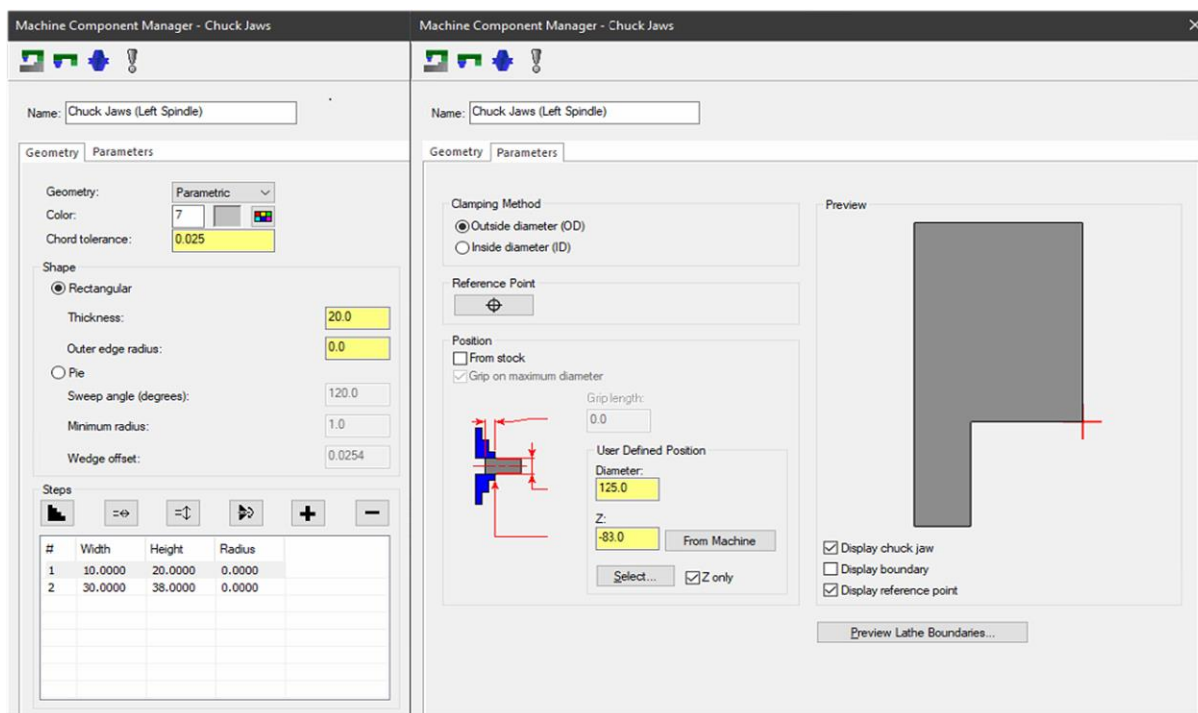 Machine Component Manager - Chuck Jaws
Name: Chuck Jaws (Left Spindle)
Geometry Parameters
Geometry: Parametric
Color: 7
Chord tolerance: 0.025
Shape
Rectangular
Thickness: 20.0
Outer edge radius: 0.0
Pie
Sweep angle (degrees): 120.0
Minimum radius: 1.0
Wedge offset: 0.0254
Steps
# Width Height Radius
1 10.0000 20.0000 0.0000
2 30.0000 38.0000 0.0000
Machine Component Manager - Chuck Jaws
Name: Chuck Jaws (Left Spindle)
Geometry Parameters
Clamping Method
Outside diameter (OD)
Inside diameter (ID)
Reference Point
Position
From stock
Grip on maximum diameter
Grip length:
0.0
User Defined Position
Diameter:
125.0
Z:
-83.0 From Machine
Select... Z only
Preview
Display chuck jaw
Display boundary
Display reference point
Preview Lathe Boundaries...